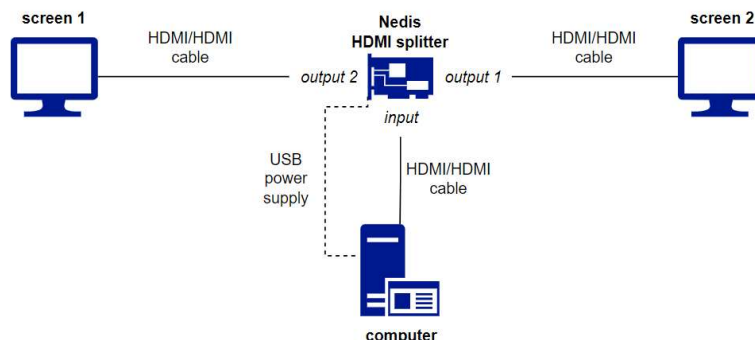 screen 1
Nedis
HDMI splitter
screen 2
HDMI/HDMI
cable
HDMI/HDMI
cable
output 2
output 1
input
USB
power
supply
HDMI/HDMI
cable
computer